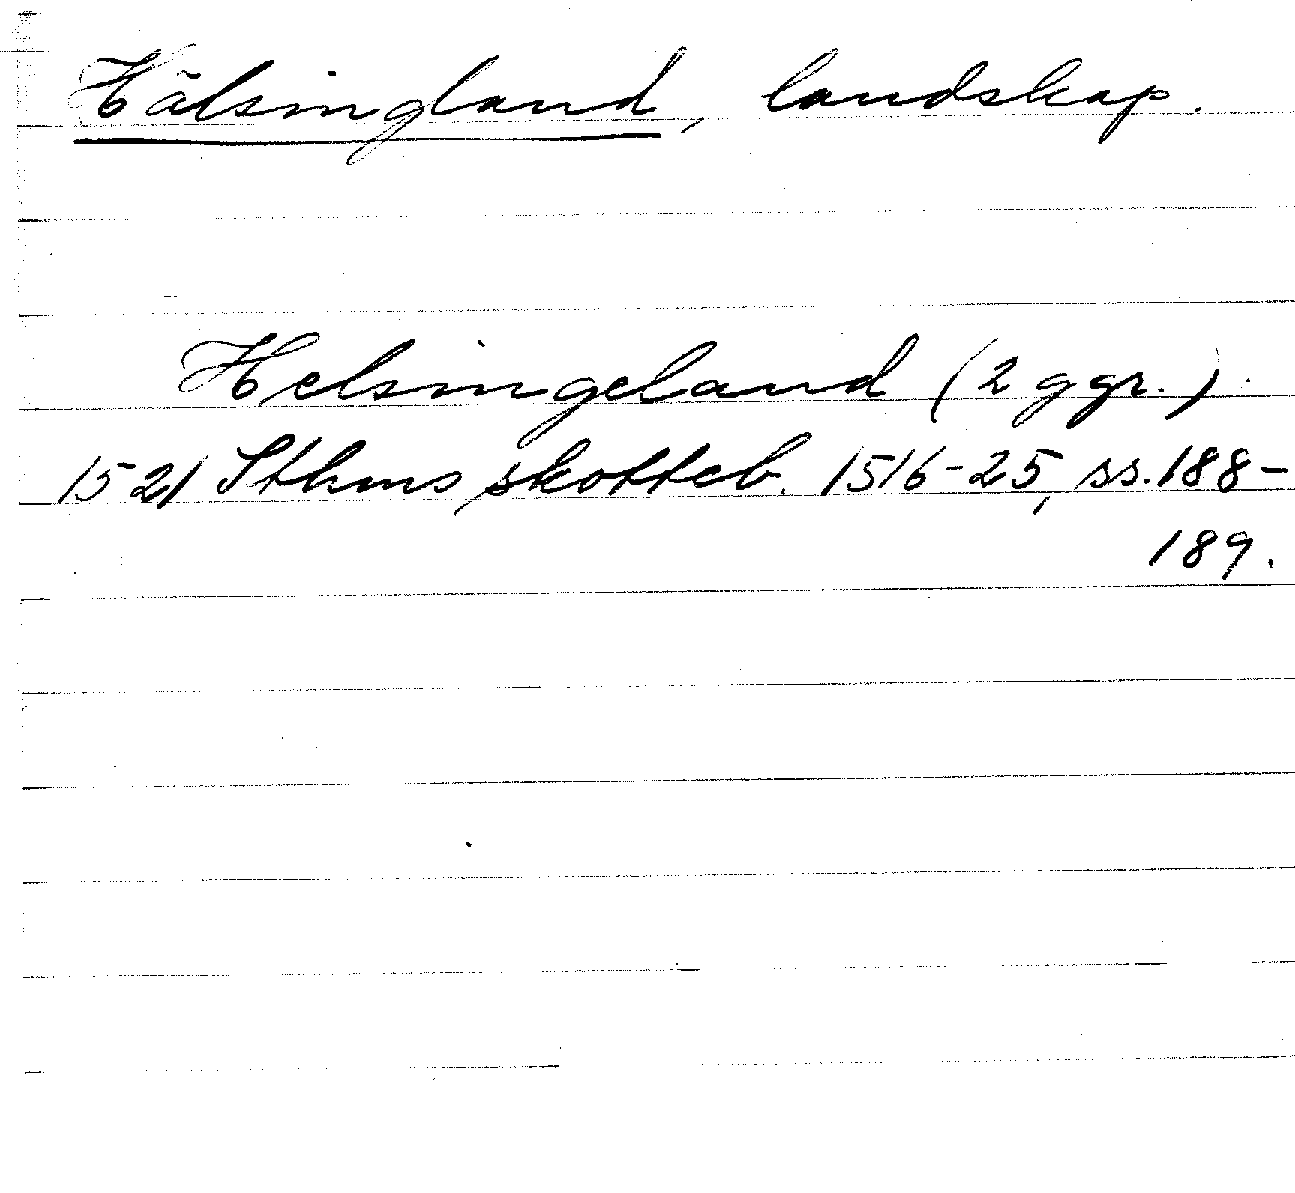 Hälsingland, landskap.
Helsingeland (2 ggr.).
1521 Sthms skotteb. 1516-25, ss. 188-
189.